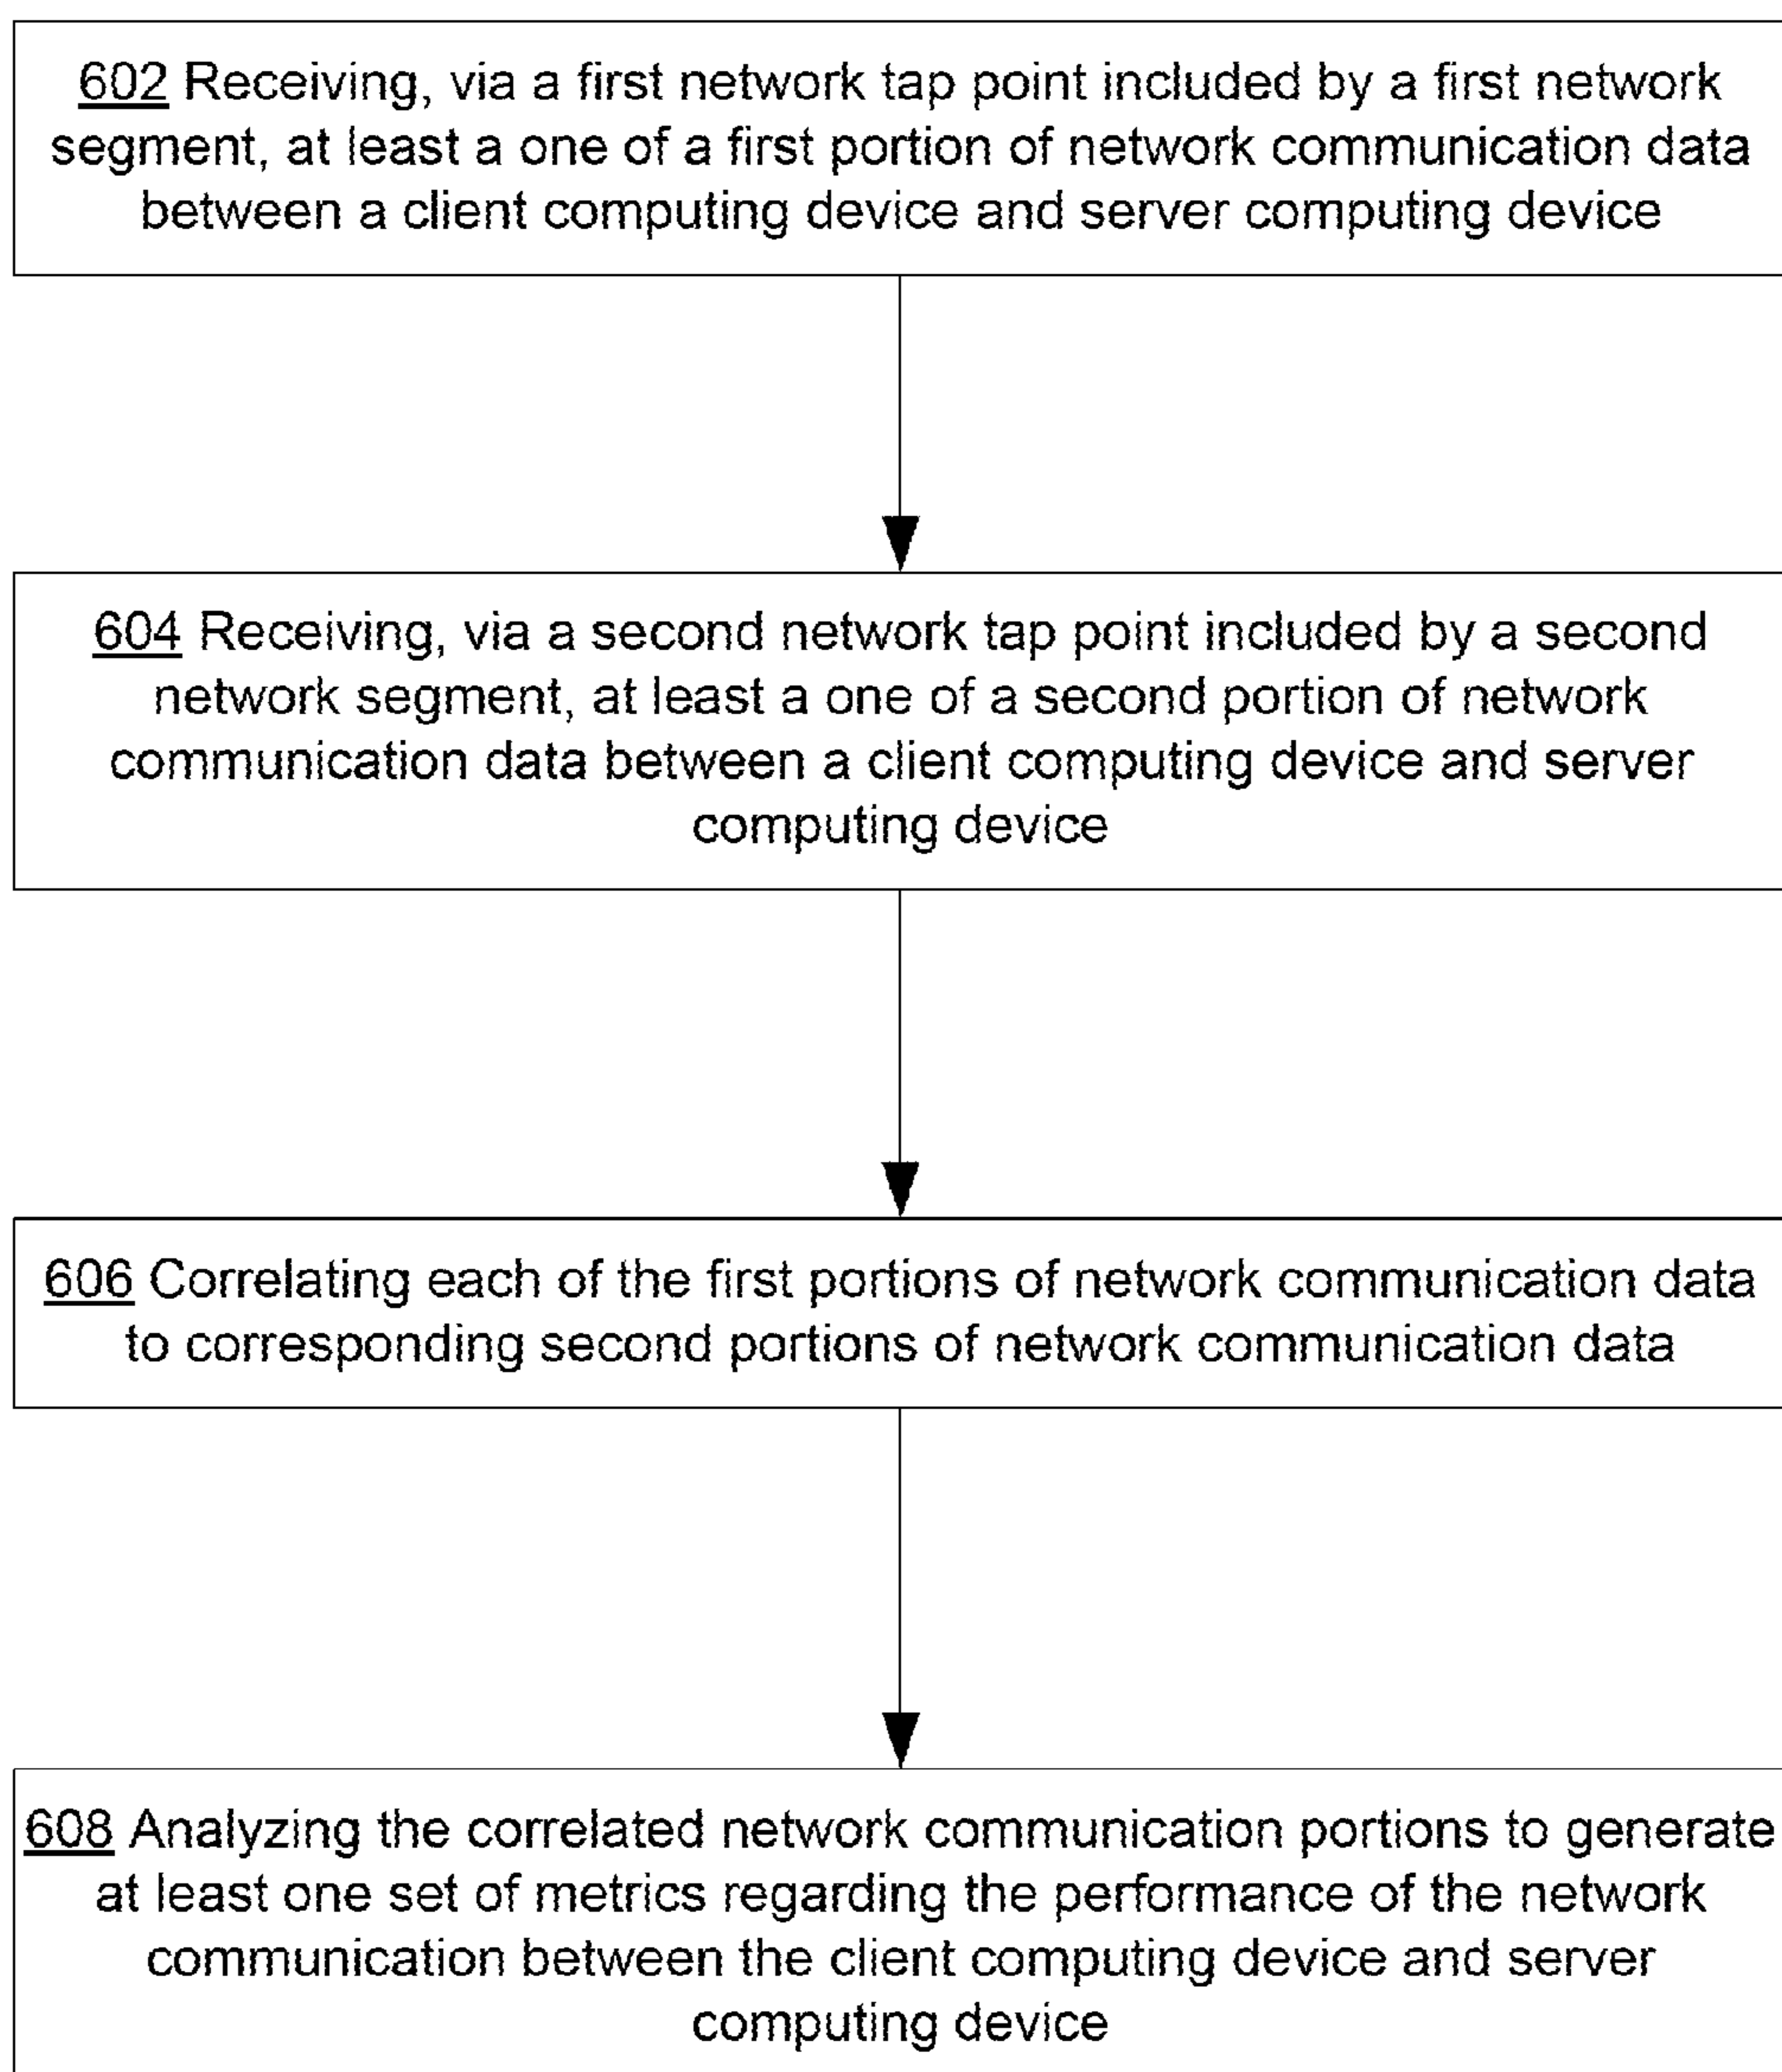 602 Receiving, via a first network tap point included by a first network
segment, at least a one of a first portion of network communication data
between a client computing device and server computing device
604 Receiving, via a second network tap point included by a second
network segment, at least a one of a second portion of network
communication data between a client computing device and server
computing device
606 Correlating each of the first portions of network communication data
to corresponding second portions of network communication data
608 Analyzing the correlated network communication portions to generate
at least one set of metrics regarding the performance of the network
communication between the client computing device and server
computing device